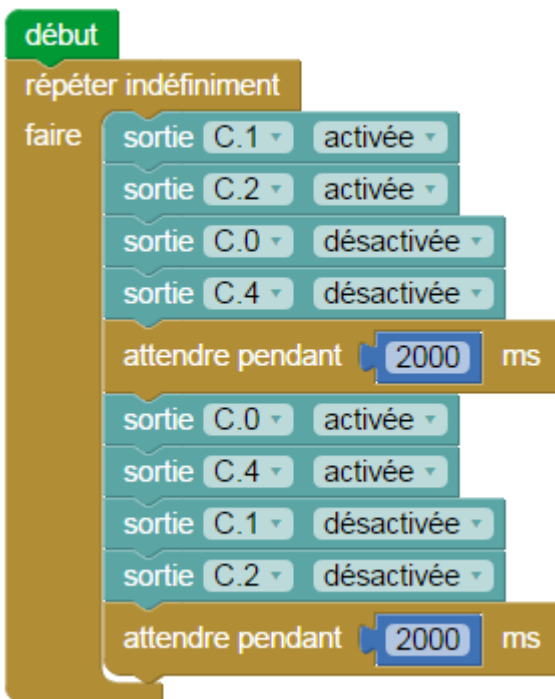 début
répéter indéfiniment
faire sortie C.1 activée
sortie C.2 activée
sortie C.0 désactivée
sortie C.4 désactivée
attendre pendant 2000 ms
sortie C.0 activée
sortie C.4 activée
sortie C.1 désactivée
sortie C.2 désactivée
attendre pendant 2000 ms